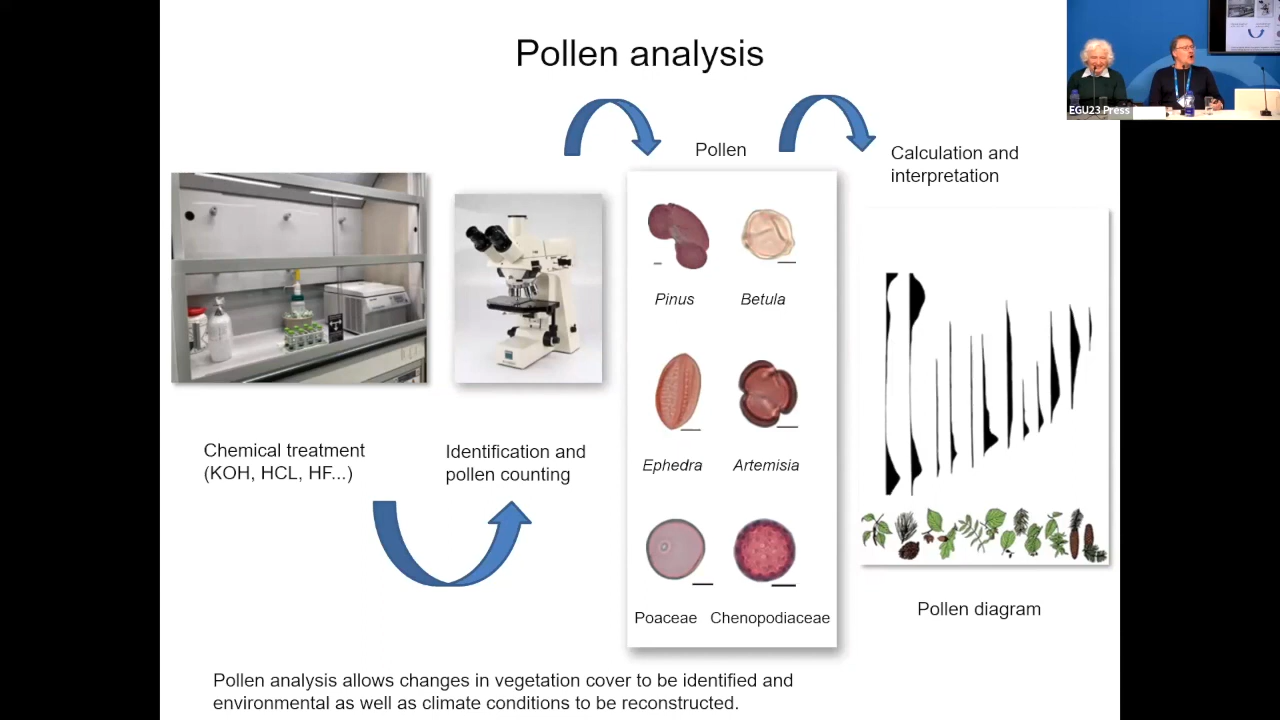 Pollen analysis
EGU23 Press
Pollen
Calculation and
interpretation
Pinus
Betula
Chemical treatment
(KOH, HCL, HF...)
Identification and
pollen counting
Ephedra
Artemisia
Poaceae
Chenopodiaceae
Pollen diagram
Pollen analysis allows changes in vegetation cover to be identified and
environmental as well as climate conditions to be reconstructed.